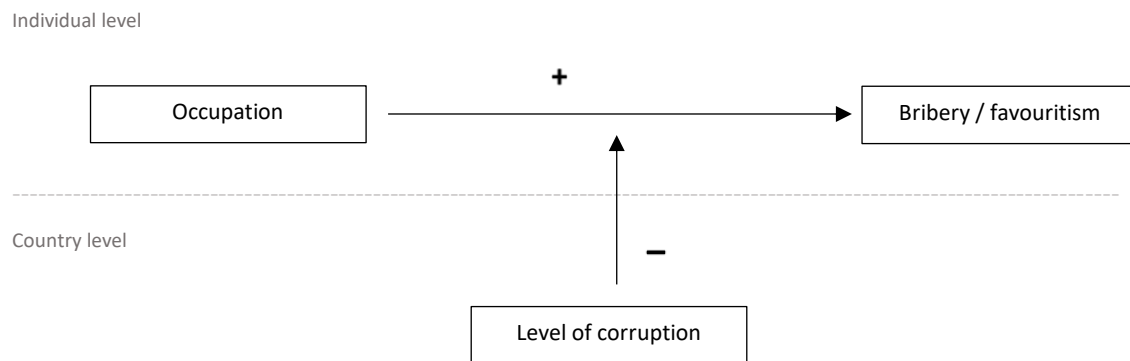 Individual level
+
Occupation
Bribery / favouritism
Country level
−
Level of corruption